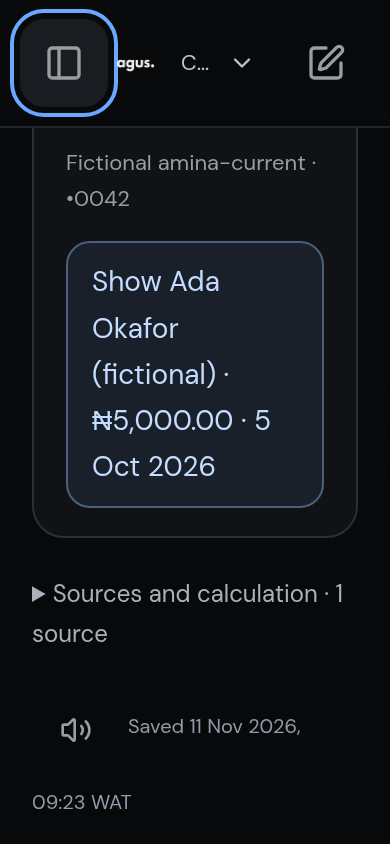 agus. C...
Fictional amina-current ·
•0042
Show Ada
Okafor
(fictional) ·
₦5,000.00 · 5
Oct 2026
▶ Sources and calculation · 1
source
Saved 11 Nov 2026,
09:23 WAT